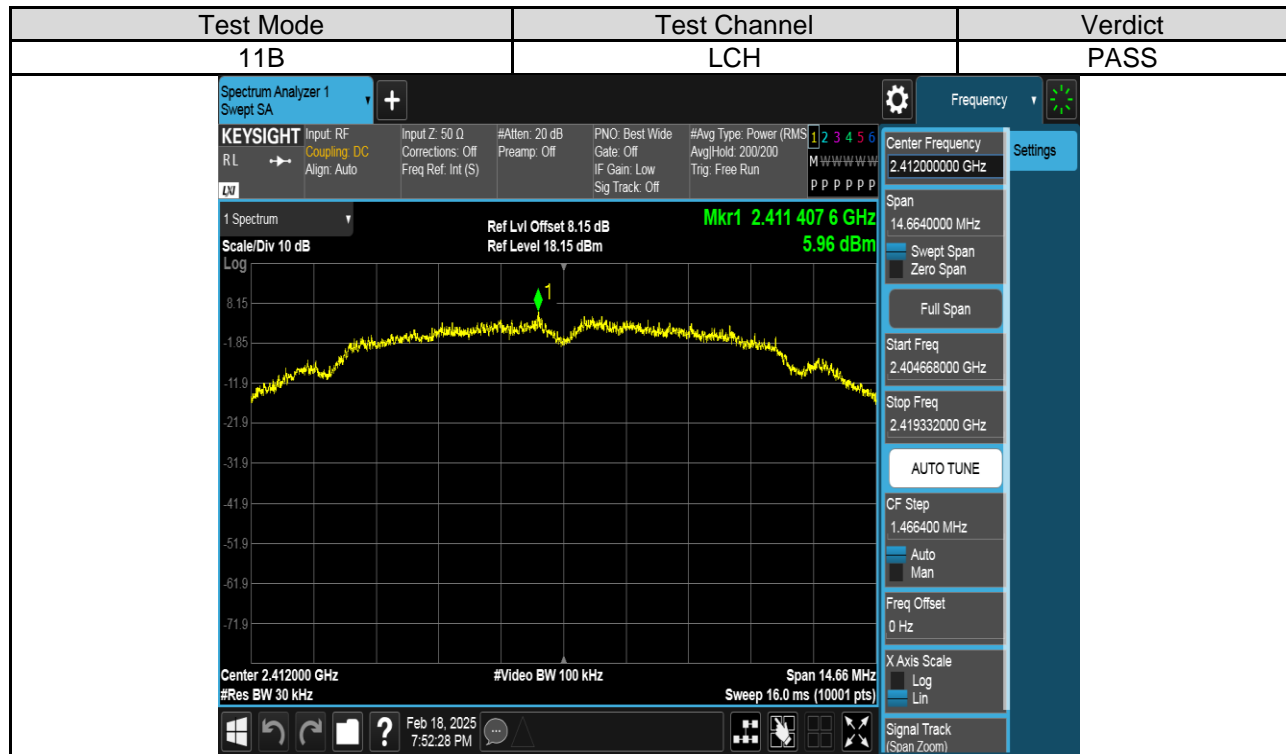 Test Mode Test Channel Verdict
11B LCH PASS
Spectrum Analyzer 1
Swept SA
+
Frequency
KEYSIGHT
RL
LXI
Input: RF
Coupling: DC
Align: Auto
Input Z: 50 Ω
Corrections: Off
Freq Ref: Int (S)
#Atten: 20 dB
Preamp: Off
PNO: Best Wide
Gate: Off
IF Gain: Low
Sig Track: Off
#Avg Type: Power (RMS
Avg|Hold: 200/200
Trig: Free Run
1 2 3 4 5 6
M W W W W W
P P P P P P
1 Spectrum
Scale/Div 10 dB
Log
Ref Lvl Offset 8.15 dB
Ref Level 18.15 dBm
Mkr1 2.411 407 6 GHz
5.96 dBm
1
8.15
-1.85
-11.9
-21.9
-31.9
-41.9
-51.9
-61.9
-71.9
Center 2.412000 GHz
#Res BW 30 kHz
#Video BW 100 kHz
Span 14.66 MHz
Sweep 16.0 ms (10001 pts)
Feb 18, 2025
7:52:28 PM
?
Center Frequency
2.412000000 GHz
Settings
Span
14.6640000 MHz
Swept Span
Zero Span
Full Span
Start Freq
2.404668000 GHz
Stop Freq
2.419332000 GHz
AUTO TUNE
CF Step
1.466400 MHz
Auto
Man
Freq Offset
0 Hz
X Axis Scale
Log
Lin
Signal Track
(Span Zoom)